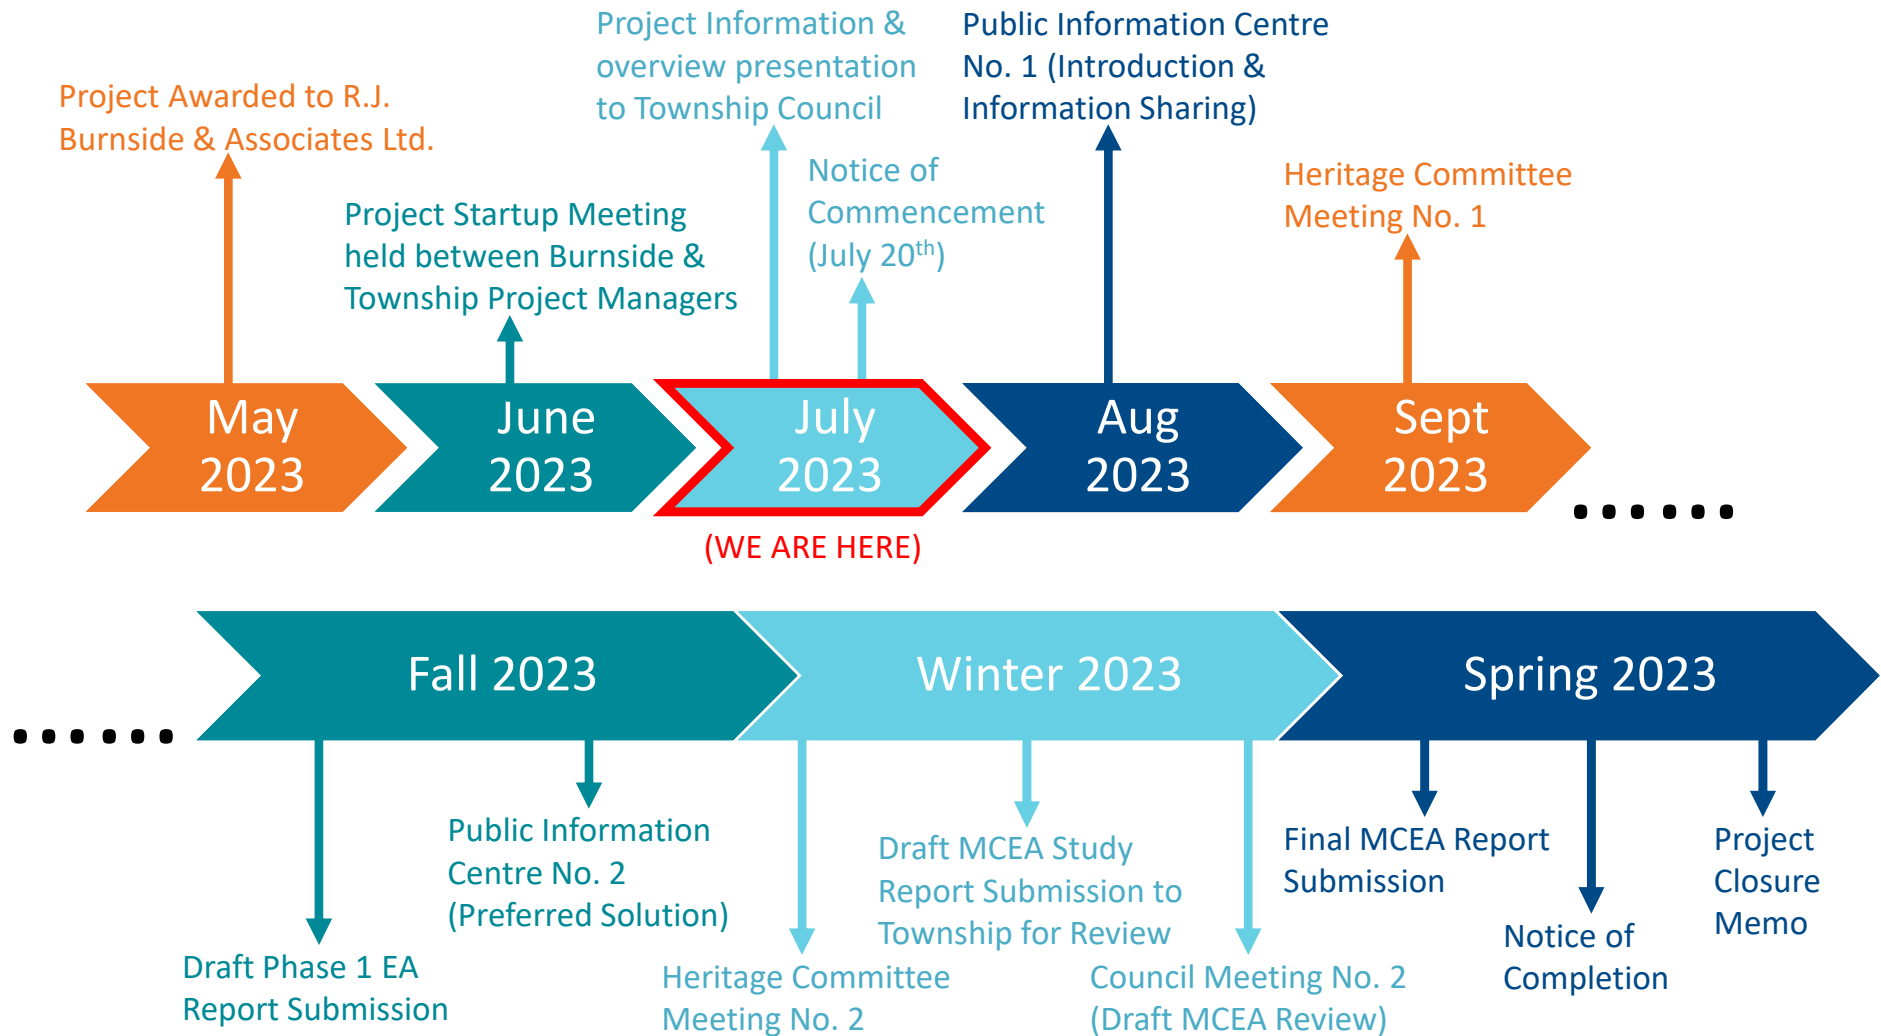 Project Awarded to R.J.
Burnside & Associates Ltd.
Project Startup Meeting
held between Burnside &
Township Project Managers
Project Information &
overview presentation
to Township Council
Notice of
Commencement
(July 20th)
Public Information Centre
No. 1 (Introduction &
Information Sharing)
Heritage Committee
Meeting No. 1
May
2023
June
2023
July
2023
Aug
2023
Sept
2023
(WE ARE HERE)
Fall 2023
Winter 2023
Spring 2023
Draft Phase 1 EA
Report Submission
Public Information
Centre No. 2
(Preferred Solution)
Heritage Committee
Meeting No. 2
Draft MCEA Study
Report Submission to
Township for Review
Council Meeting No. 2
(Draft MCEA Review)
Final MCEA Report
Submission
Notice of
Completion
Project
Closure
Memo